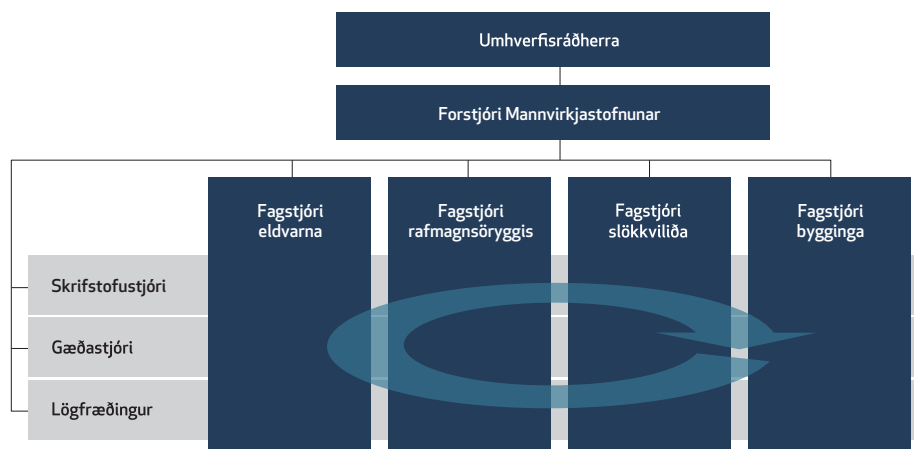 Umhverfisráðherra
Forstjóri Mannvirkjastofnunar
Fagstjóri
eldvarna
Fagstjóri
rafmagnsöryggis
Fagstjóri
slökkviliða
Fagstjóri
bygginga
Skrifstofustjóri
Gæðastjóri
Lögfræðingur